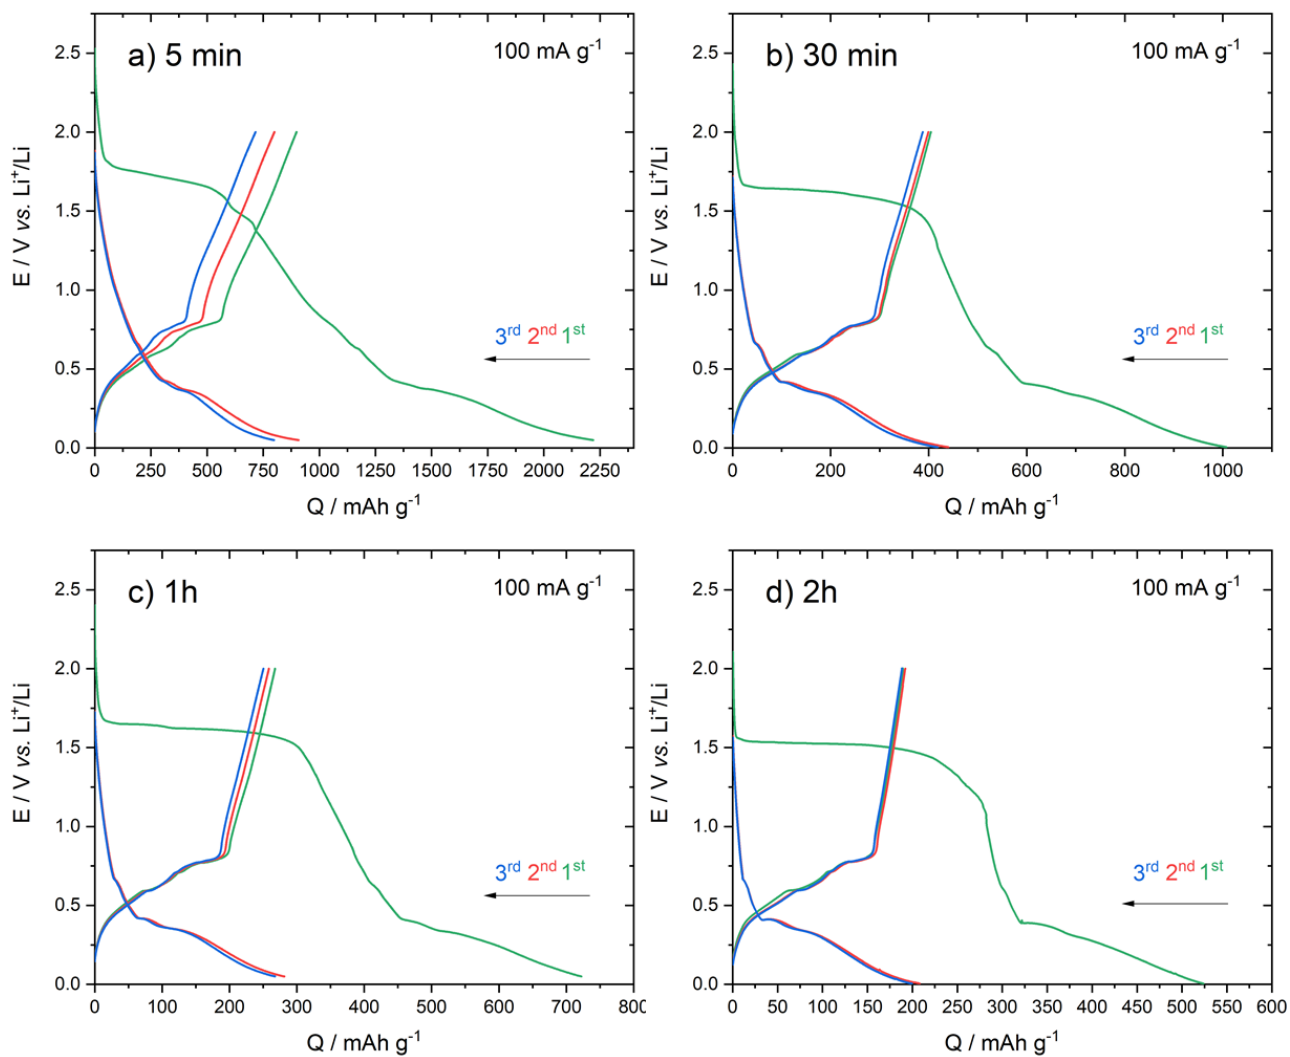 a) 5 min
100 mA g⁻¹
2.5
2.0
1.5
1.0
0.5
0.0
E / V vs. Li⁺/Li
3ʳᵈ 2ⁿᵈ 1ˢᵗ
0 250 500 750 1000 1250 1500 1750 2000 2250
Q / mAh g⁻¹
b) 30 min
100 mA g⁻¹
2.5
2.0
1.5
1.0
0.5
0.0
E / V vs. Li⁺/Li
3ʳᵈ 2ⁿᵈ 1ˢᵗ
0 200 400 600 800 1000
Q / mAh g⁻¹
c) 1h
100 mA g⁻¹
2.5
2.0
1.5
1.0
0.5
0.0
E / V vs. Li⁺/Li
3ʳᵈ 2ⁿᵈ 1ˢᵗ
0 100 200 300 400 500 600 700 80
Q / mAh g⁻¹
d) 2h
100 mA g⁻¹
2.5
2.0
1.5
1.0
0.5
0.0
E / V vs. Li⁺/Li
3ʳᵈ 2ⁿᵈ 1ˢᵗ
0 50 100 150 200 250 300 350 400 450 500 550 600
Q / mAh g⁻¹